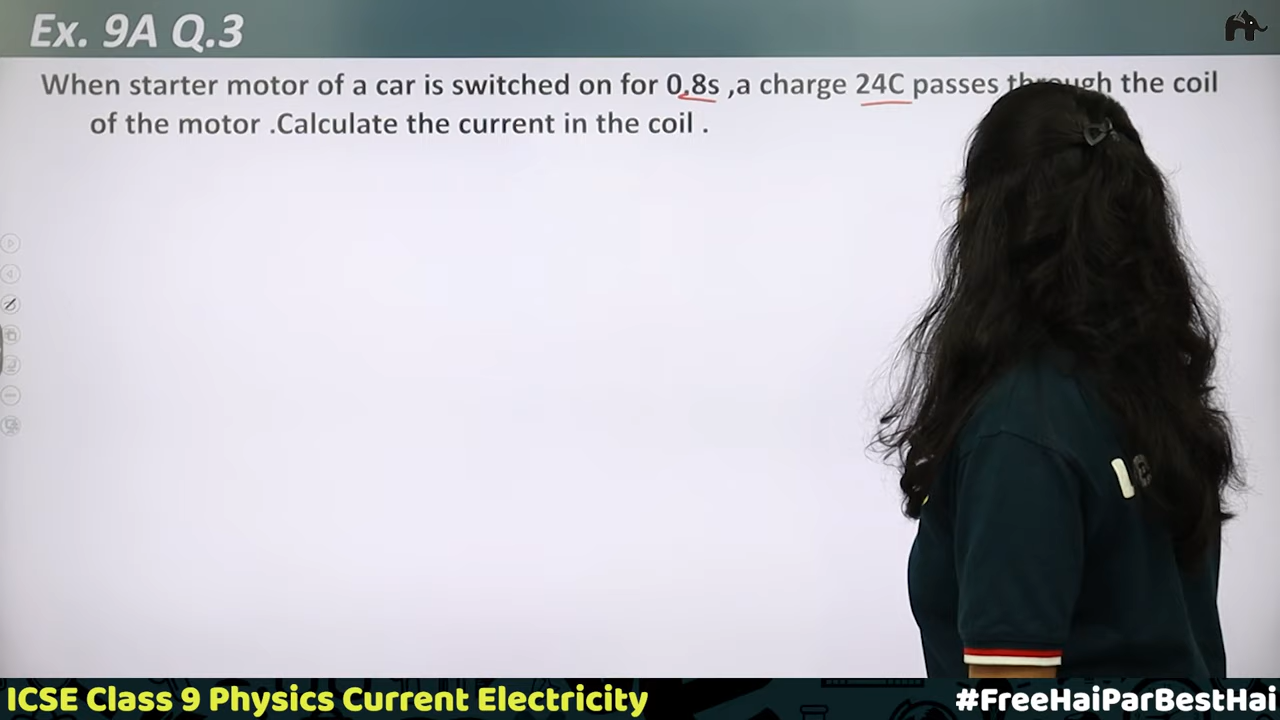 Ex. 9A Q.3
When starter motor of a car is switched on for 0.8s ,a charge 24C passes through the coil
of the motor .Calculate the current in the coil .
ICSE Class 9 Physics Current Electricity
#FreeHaiParBestHai